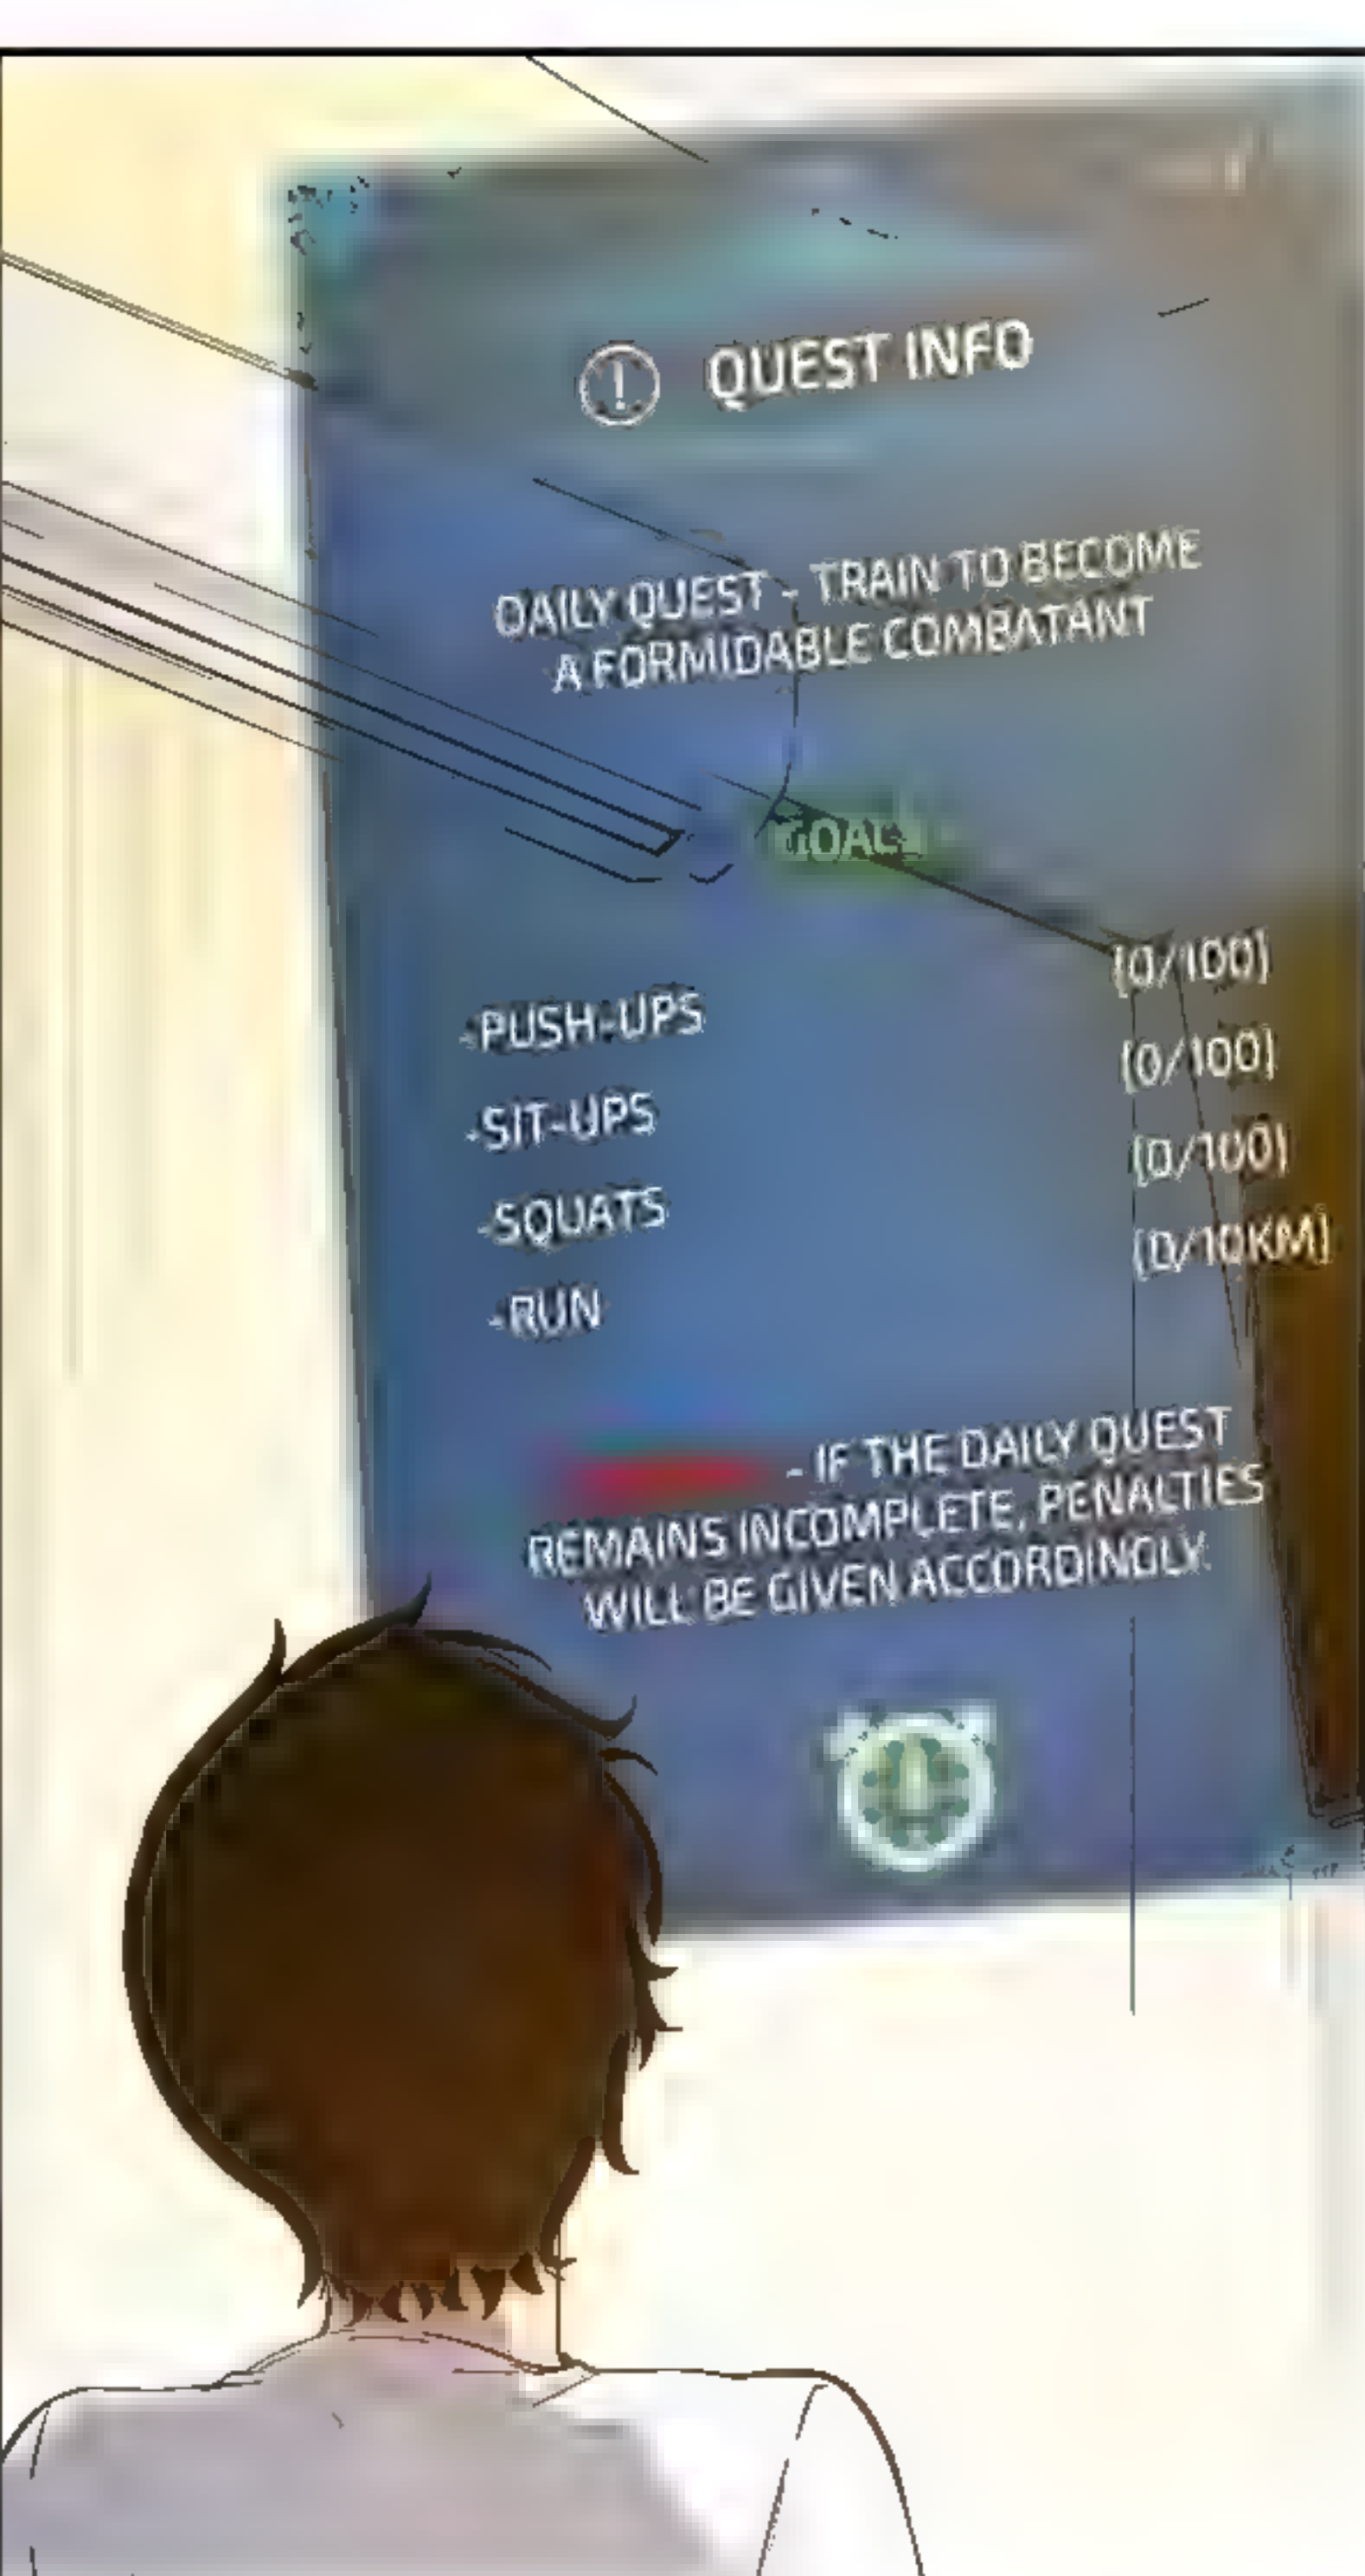 QUEST INFO
DAILY QUEST - TRAIN TO BECOME
A FORMIDABLE COMBATANT
GOAL
-PUSH-UPS [0/100]
-SIT-UPS [0/100]
-SQUATS [0/100]
-RUN [0/10KM]
- IF THE DAILY QUEST
REMAINS INCOMPLETE, PENALTIES
WILL BE GIVEN ACCORDINGLY.